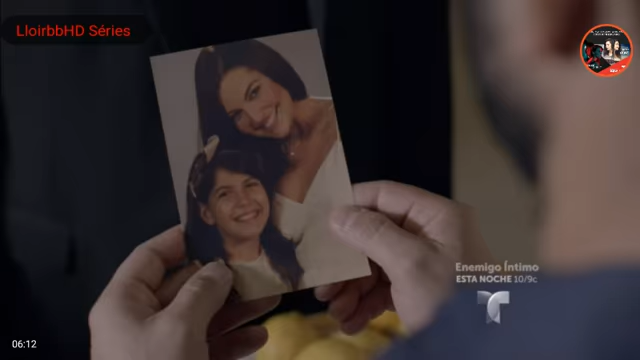 LloirbbHD Séries
Enemigo Íntimo
ESTA NOCHE 10/9c
06:12